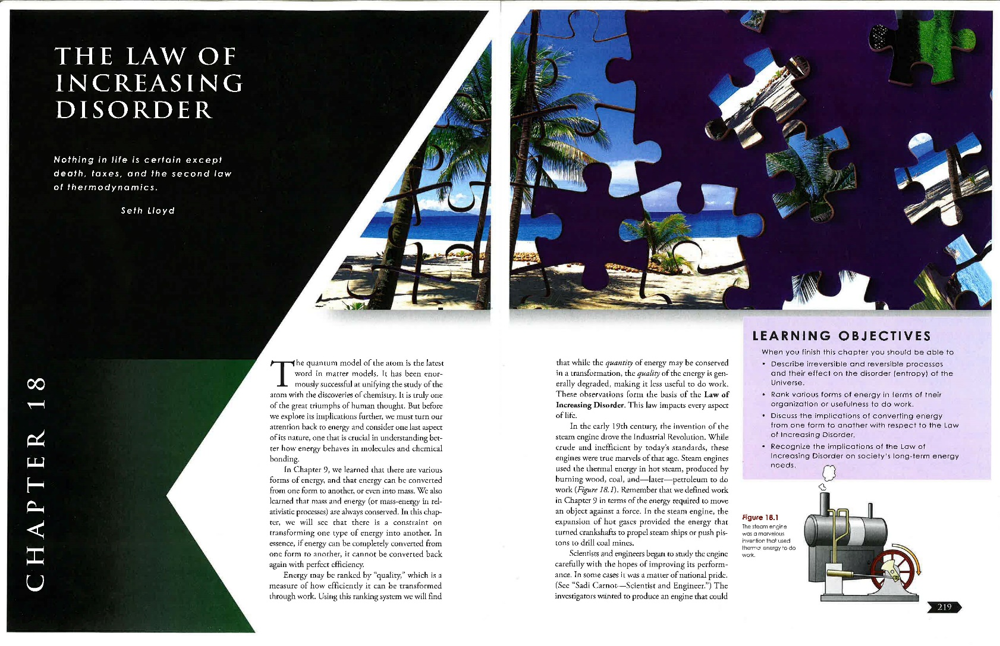 THE LAW OF
INCREASING
DISORDER
Nothing in life is certain except
death, taxes, and the second law
of thermodynamics.
Seth Lloyd
CHAPTER 18
The quantum model of the atom is the latest
word in matter models. It has been enor-
mously successful at unifying the study of the
atom with the discoveries of chemistry. It is truly one
of the great triumphs of human thought. But before
we explore its implications further, we must turn our
attention back to energy and consider one last aspect
of its nature, one that is crucial in understanding bet-
ter how energy behaves in molecules and chemical
bonding.
In Chapter 9, we learned that there are various
forms of energy, and that energy can be converted
from one form to another, or even into mass. We also
learned that mass and energy (or mass-energy in rel-
ativistic processes) are always conserved. In this chap-
ter, we will see that there is a constraint on
transforming one type of energy into another. In
essence, if energy can be completely converted from
one form to another, it cannot be converted back
again with perfect efficiency.
Energy may be ranked by “quality,” which is a
measure of how efficiently it can be transformed
through work. Using this ranking system we will find
that while the quantity of energy may be conserved
in a transformation, the quality of the energy is gen-
erally degraded, making it less useful to do work.
These observations form the basis of the Law of
Increasing Disorder. This law impacts every aspect
of life.
In the early 19th century, the invention of the
steam engine drove the Industrial Revolution. While
crude and inefficient by today’s standards, these
engines were true marvels of that age. Steam engines
used the thermal energy in hot steam, produced by
burning wood, coal, and—later—petroleum to do
work (Figure 18.1). Remember that we defined work
in Chapter 9 in terms of the energy required to move
an object against a force. In the steam engine, the
expansion of hot gases provided the energy that
turned crankshafts to propel steam ships or push pis-
tons to drill coal mines.
Scientists and engineers began to study the engine
carefully with the hopes of improving its perform-
ance. In some cases it was a matter of national pride.
(See “Sadi Carnot—Scientist and Engineer.”) The
investigators wanted to produce an engine that could
LEARNING OBJECTIVES
When you finish this chapter you should be able to
• Describe irreversible and reversible processes
and their effect on the disorder (entropy) of the
Universe.
• Rank various forms of energy in terms of their
organization or usefulness to do work.
• Discuss the implications of converting energy
from one form to another with respect to the Law
of Increasing Disorder.
• Recognize the implications of the Law of
Increasing Disorder on society's long-term energy
needs.
Figure 18.1
The steam engine
was a marvelous
invention that used
thermal energy to do
work.
219